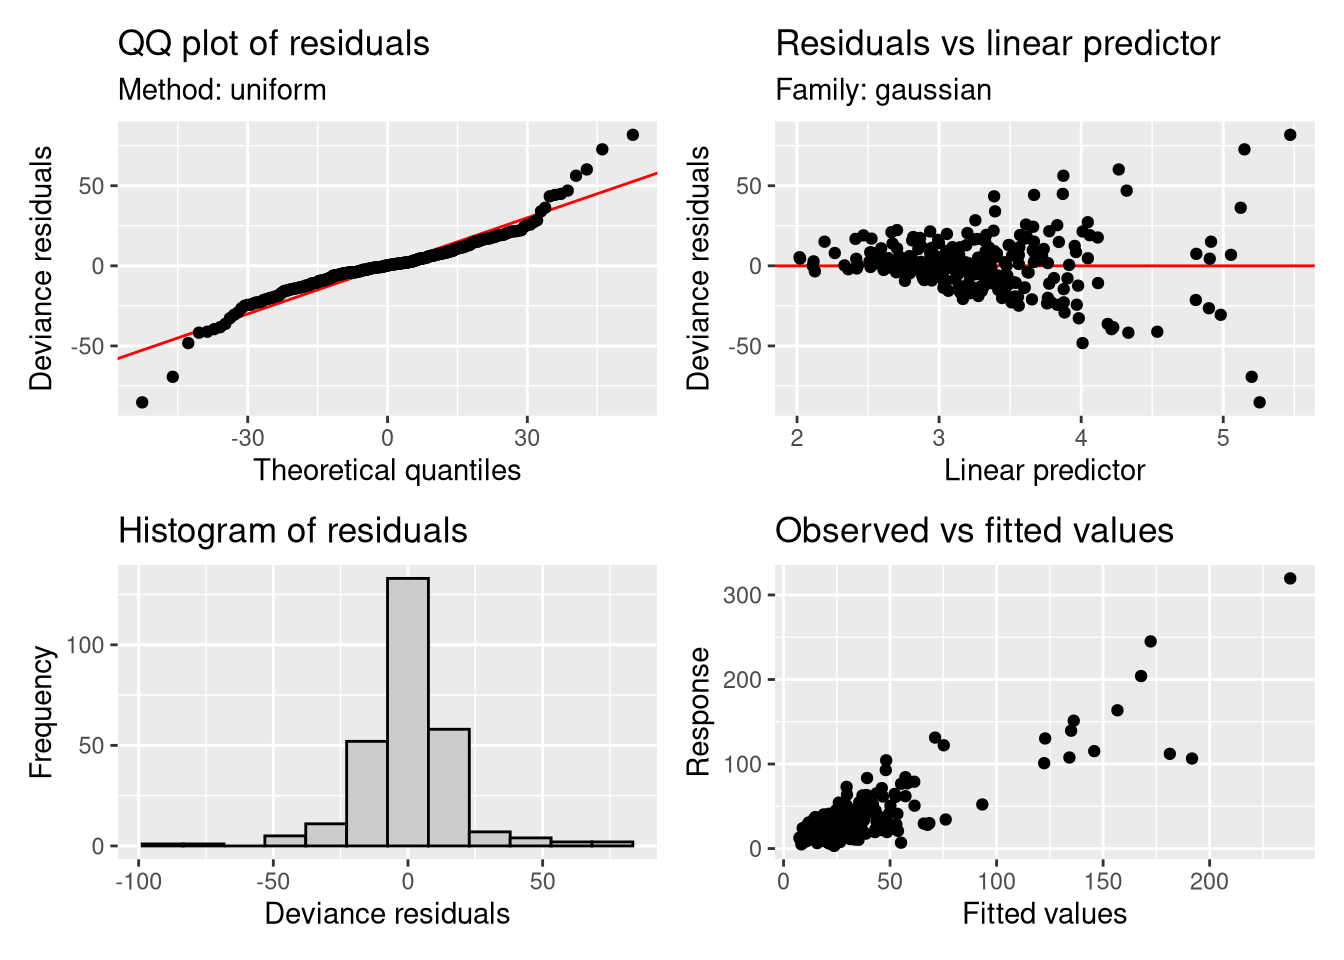 QQ plot of residuals
Method: uniform
Deviance residuals
50
0
-50
-30
0
30
Theoretical quantiles
Residuals vs linear predictor
Family: gaussian
Deviance residuals
50
0
-50
2
3
4
5
Linear predictor
Histogram of residuals
Frequency
100
50
0
-100
-50
0
50
Deviance residuals
Observed vs fitted values
Response
300
200
100
0
0
50
100
150
200
Fitted values